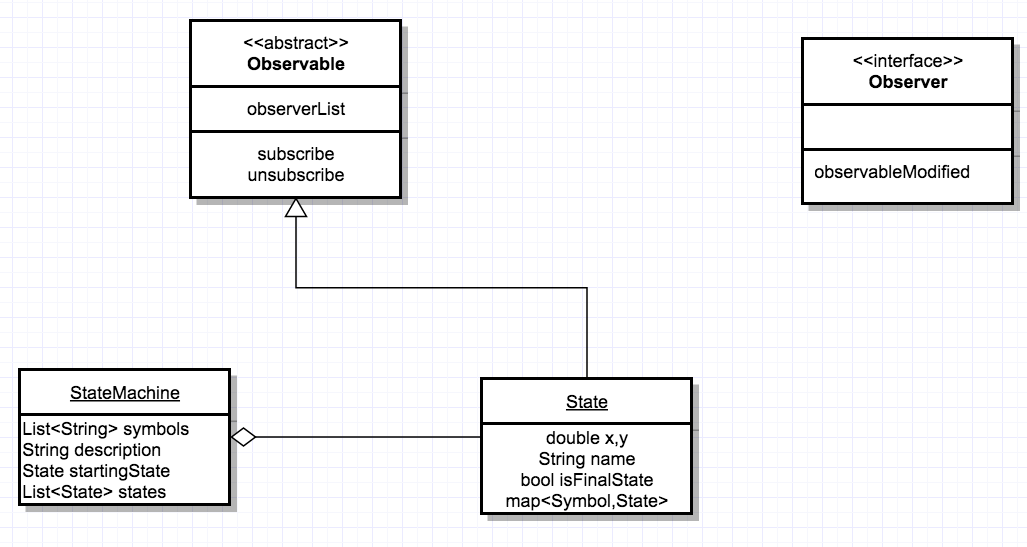 <<abstract>>
Observable
observerList
subscribe
unsubscribe
<<interface>>
Observer
observableModified
StateMachine
List<String> symbols
String description
State startingState
List<State> states
State
double x,y
String name
bool isFinalState
map<Symbol,State>